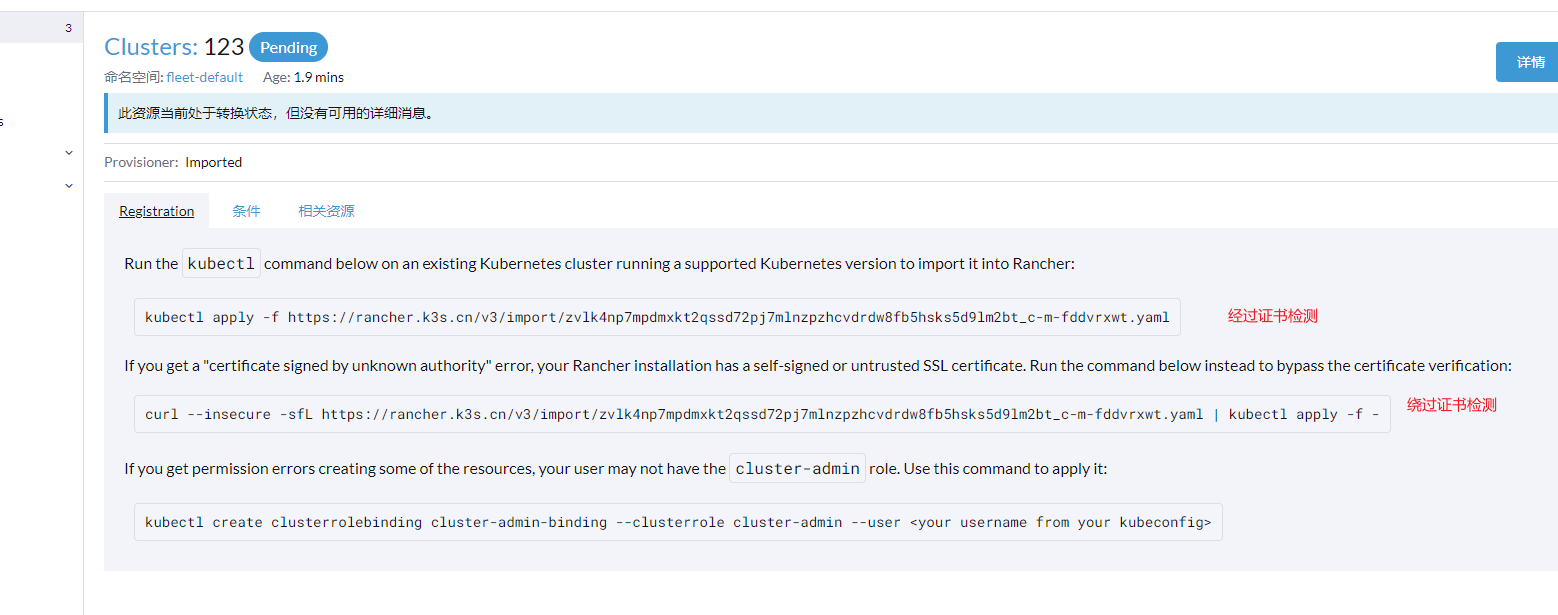 3
Clusters: 123 Pending
命名空间: fleet-default Age: 1.9 mins
详情
此资源当前处于转换状态，但没有可用的详细消息。
s
Provisioner: Imported
Registration 条件 相关资源
Run the kubectl command below on an existing Kubernetes cluster running a supported Kubernetes version to import it into Rancher:
kubectl apply -f https://rancher.k3s.cn/v3/import/zvlk4np7mpdmxkt2qssd72pj7mlnzpzhcvdrdw8fb5hsks5d9lm2bt_c-m-fddvrxwt.yaml 经过证书检测
If you get a "certificate signed by unknown authority" error, your Rancher installation has a self-signed or untrusted SSL certificate. Run the command below instead to bypass the certificate verification:
curl --insecure -sfL https://rancher.k3s.cn/v3/import/zvlk4np7mpdmxkt2qssd72pj7mlnzpzhcvdrdw8fb5hsks5d9lm2bt_c-m-fddvrxwt.yaml | kubectl apply -f - 绕过证书检测
If you get permission errors creating some of the resources, your user may not have the cluster-admin role. Use this command to apply it:
kubectl create clusterrolebinding cluster-admin-binding --clusterrole cluster-admin --user <your username from your kubeconfig>